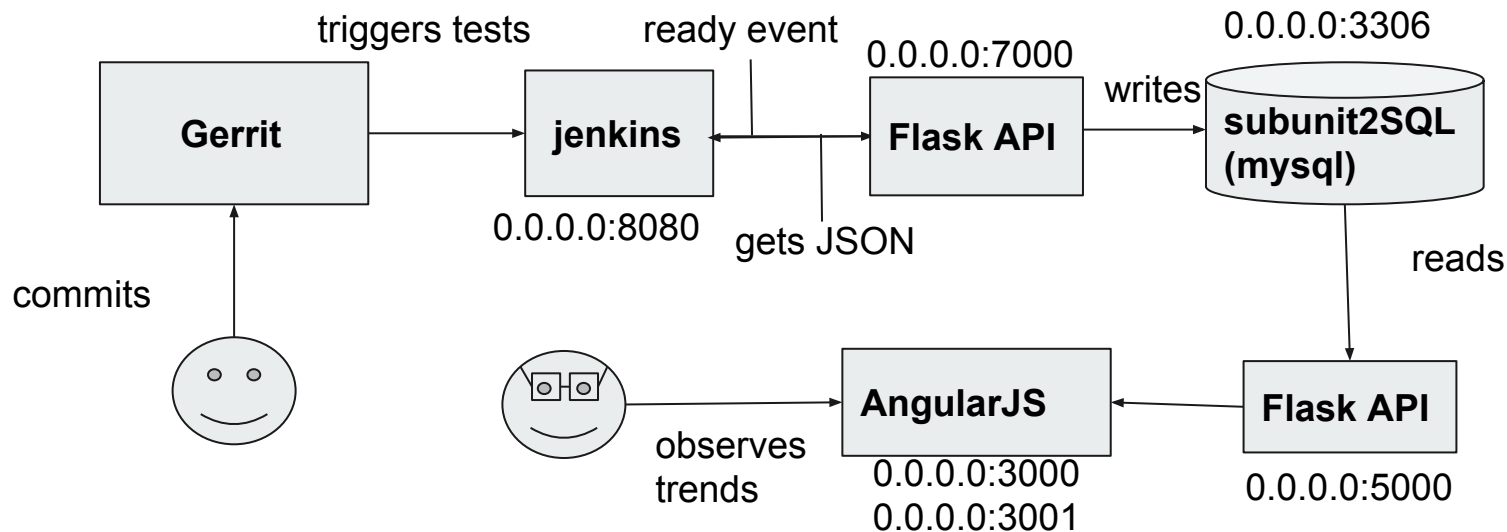 triggers tests
ready event
0.0.0.0:3306
0.0.0.0:7000
writes
Gerrit
jenkins
Flask API
subunit2SQL
(mysql)
0.0.0.0:8080
gets JSON
reads
commits
AngularJS
Flask API
observes
trends
0.0.0.0:3000
0.0.0.0:3001
0.0.0.0:5000